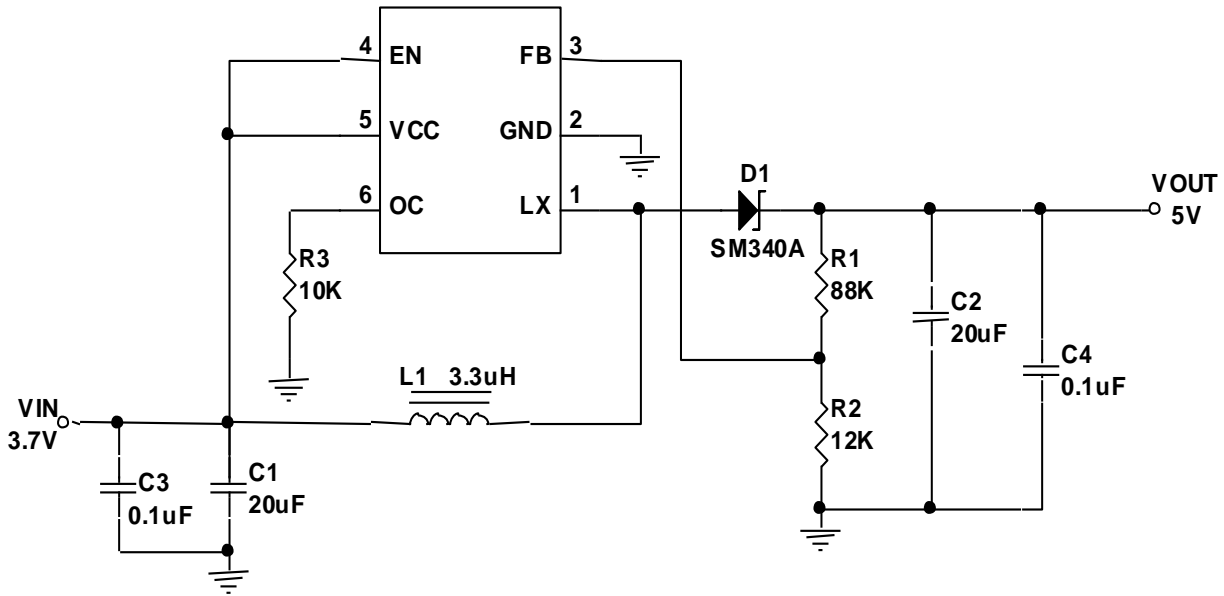 4 EN FB 3
5 VCC GND 2
6 OC LX 1
D1
SM340A
VOUT
5V
R3
10K
R1
88K
C2
20uF
C4
0.1uF
L1 3.3uH
VIN
3.7V
R2
12K
C3
0.1uF
C1
20uF